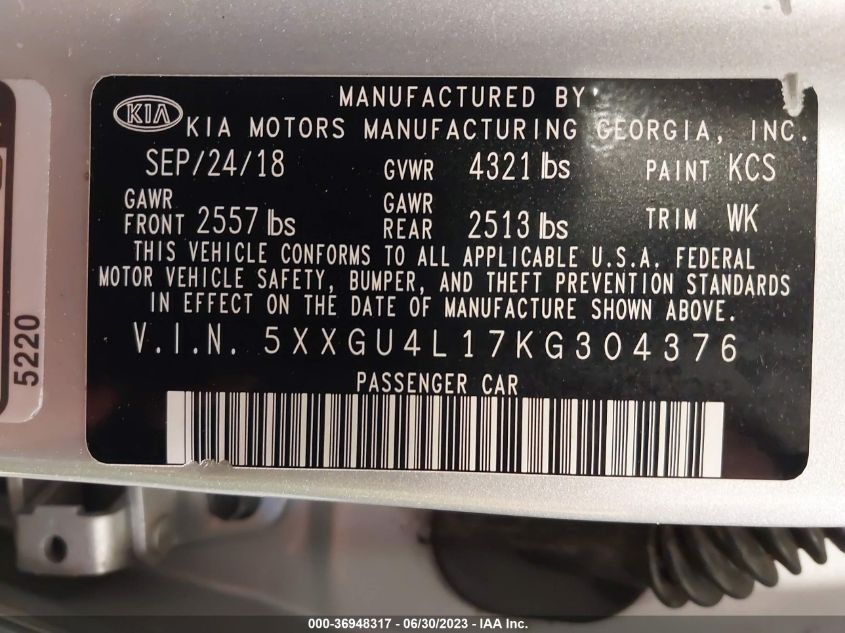 MANUFACTURED BY
KIA KIA MOTORS MANUFACTURING GEORGIA, INC.
SEP/24/18 GVWR 4321 lbs PAINT KCS
GAWR FRONT 2557 lbs GAWR REAR 2513 lbs TRIM WK
THIS VEHICLE CONFORMS TO ALL APPLICABLE U.S.A. FEDERAL
MOTOR VEHICLE SAFETY, BUMPER, AND THEFT PREVENTION STANDARDS
IN EFFECT ON THE DATE OF MANUFACTURE SHOWN ABOVE.
V.I.N. 5XXGU4L17KG304376
PASSENGER CAR
5220
000-36948317 - 06/30/2023 - IAA Inc.